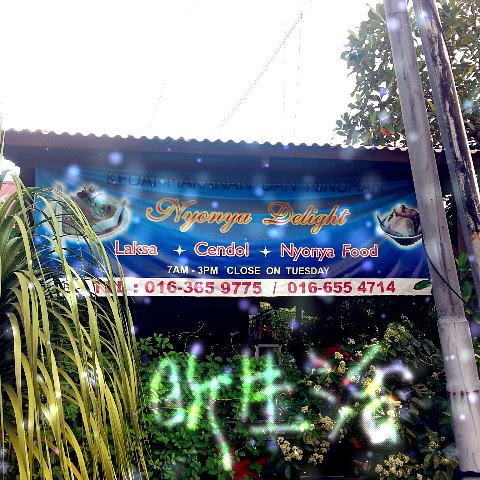 KEDAI MAKANAN DAN MINUMAN
Nyonya Delight
Laksa + Cendol + Nyonya Food
7AM - 3PM CLOSE ON TUESDAY
TEL : 016-365 9775 / 016-655 4714